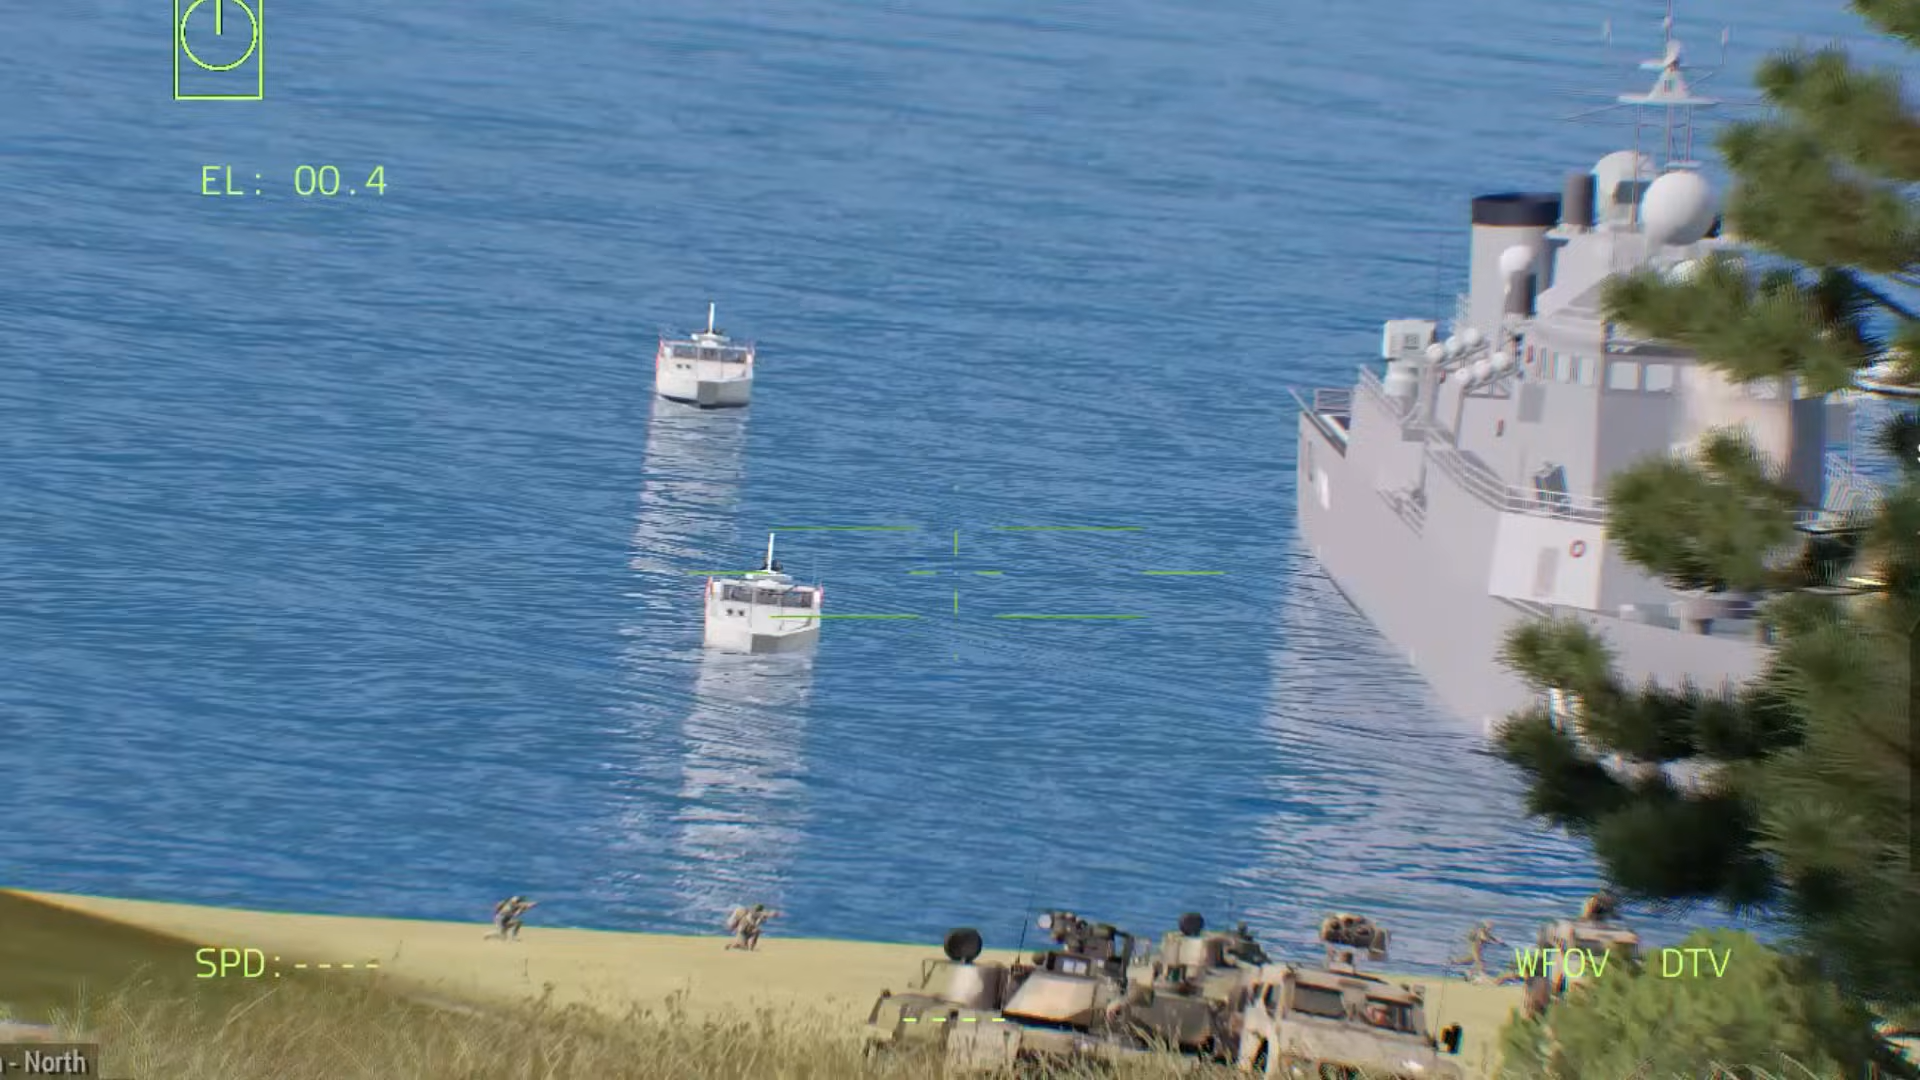 EL: 00.4
SPD:----
WFOV DTV
----
- North